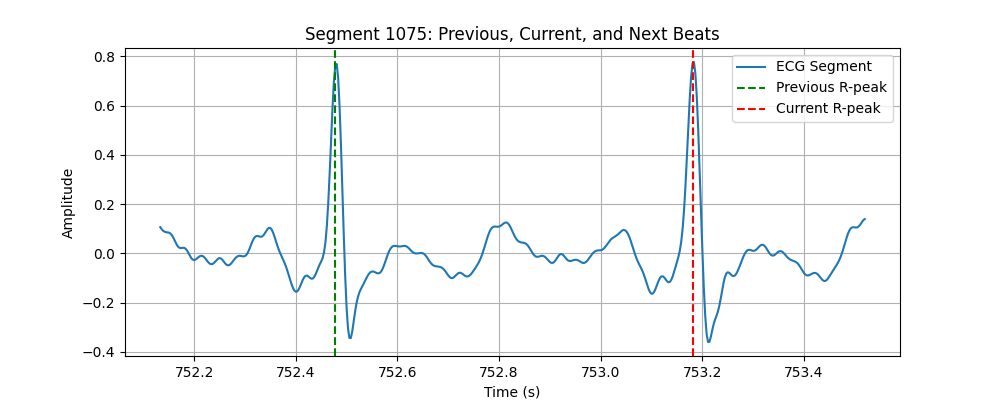 Segment 1075: Previous, Current, and Next Beats
ECG Segment
Previous R-peak
Current R-peak
Amplitude
0.8
0.6
0.4
0.2
0.0
−0.2
−0.4
752.2 752.4 752.6 752.8 753.0 753.2 753.4
Time (s)